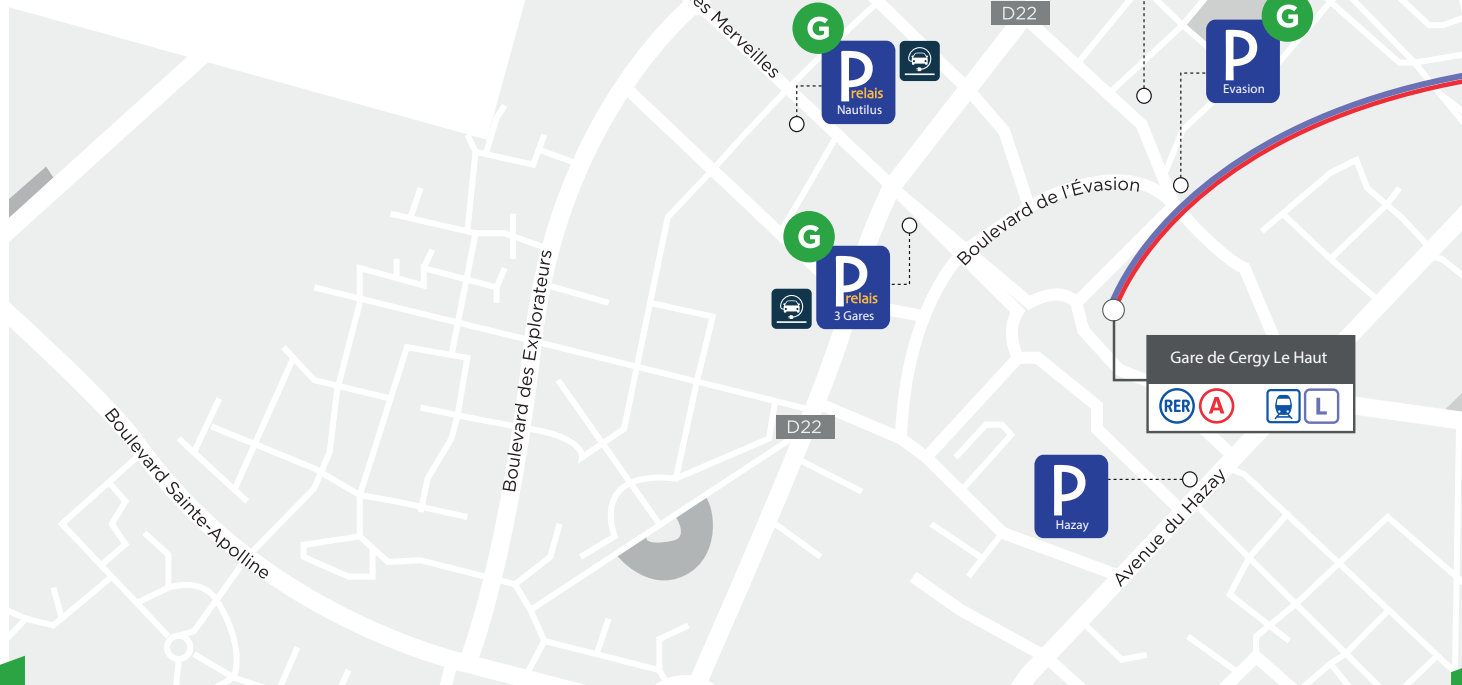 es Merveilles
G
P
relais
Nautilus
D22
G
P
Evasion
Boulevard de l'Évasion
G
P
relais
3 Gares
Boulevard des Explorateurs
Gare de Cergy Le Haut
RER A L
D22
Boulevard Sainte-Apolline
P
Hazay
Avenue du Hazay